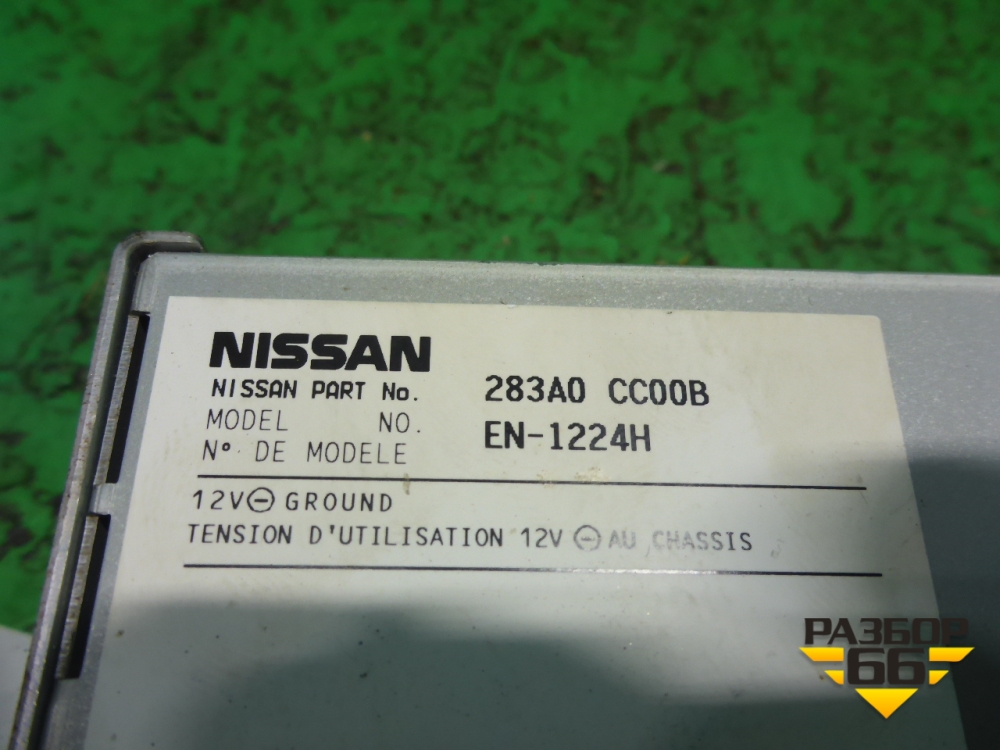 NISSAN
NISSAN PART No. 283A0 CC00B
MODEL NO. EN-1224H
N° DE MODELE
12V⊖ GROUND
TENSION D'UTILISATION 12V ⊖ AU CHASSIS
РАЗБОР
66